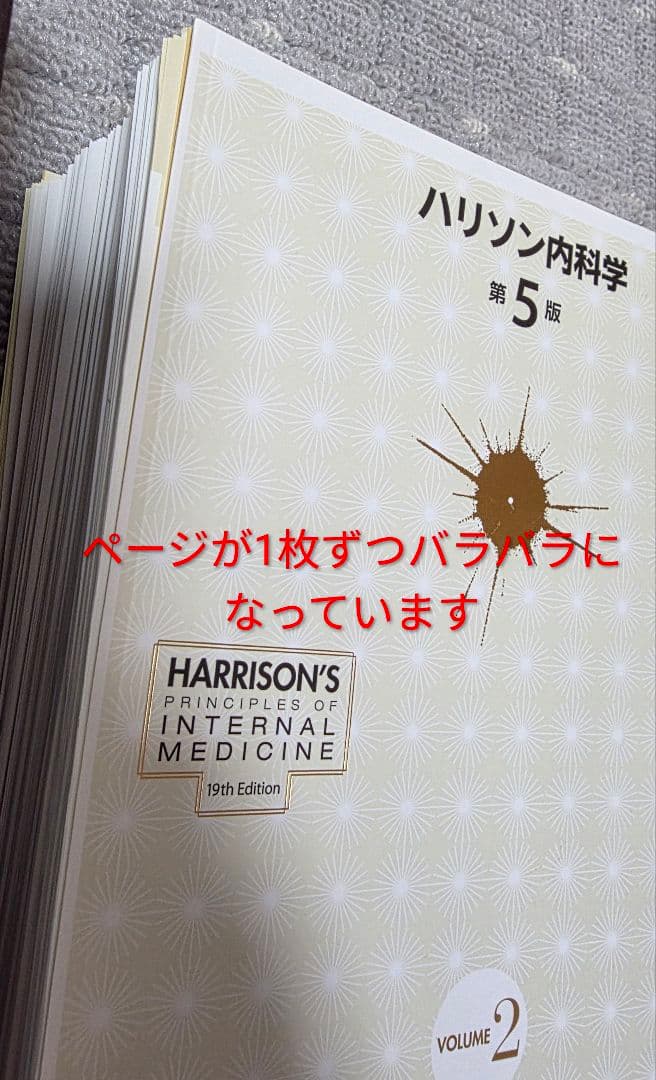 ハリソン内科学
第5版
ページが1枚ずつバラバラに
なっています
HARRISON'S
PRINCIPLES OF
INTERNAL
MEDICINE
19th Edition
VOLUME 2